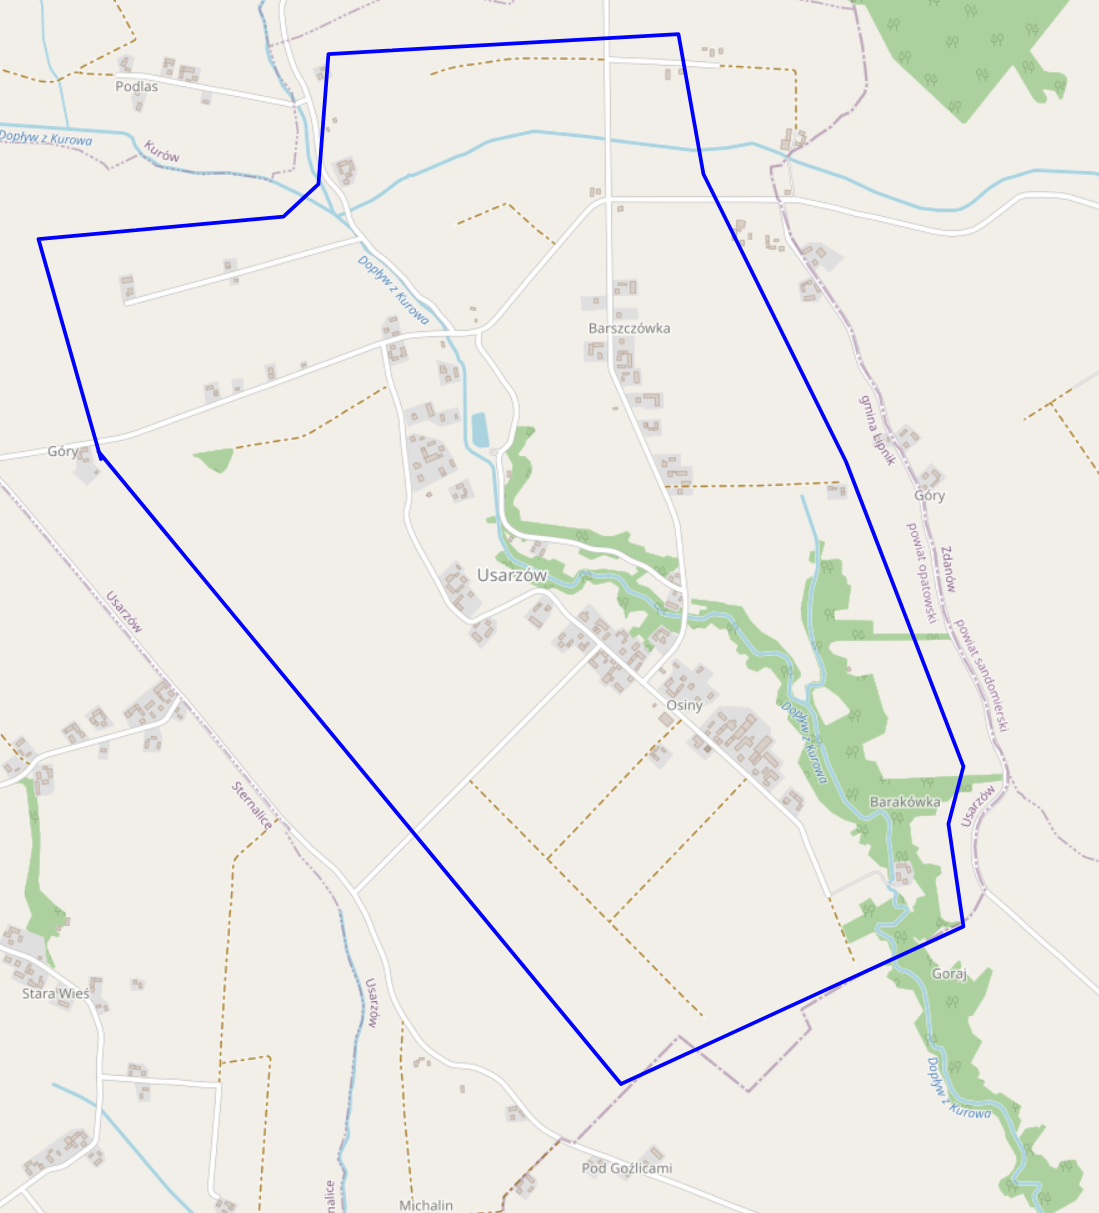 Podlas
Dopływ z Kurowa
Kurów
Dopływ z Kurowa
Barszczówka
gmina Lipnik
Góry
Góry
powiat opatowski
Zdanów
Usarzów
Usarzów
powiat sandomierski
Osiny
Dopływ z Kurowa
Sternalice
Barakówka
Usarzów
Stara Wieś
Usarzów
Goraj
Dopływ z Kurowa
Pod Goźlicami
nalice
Michalin